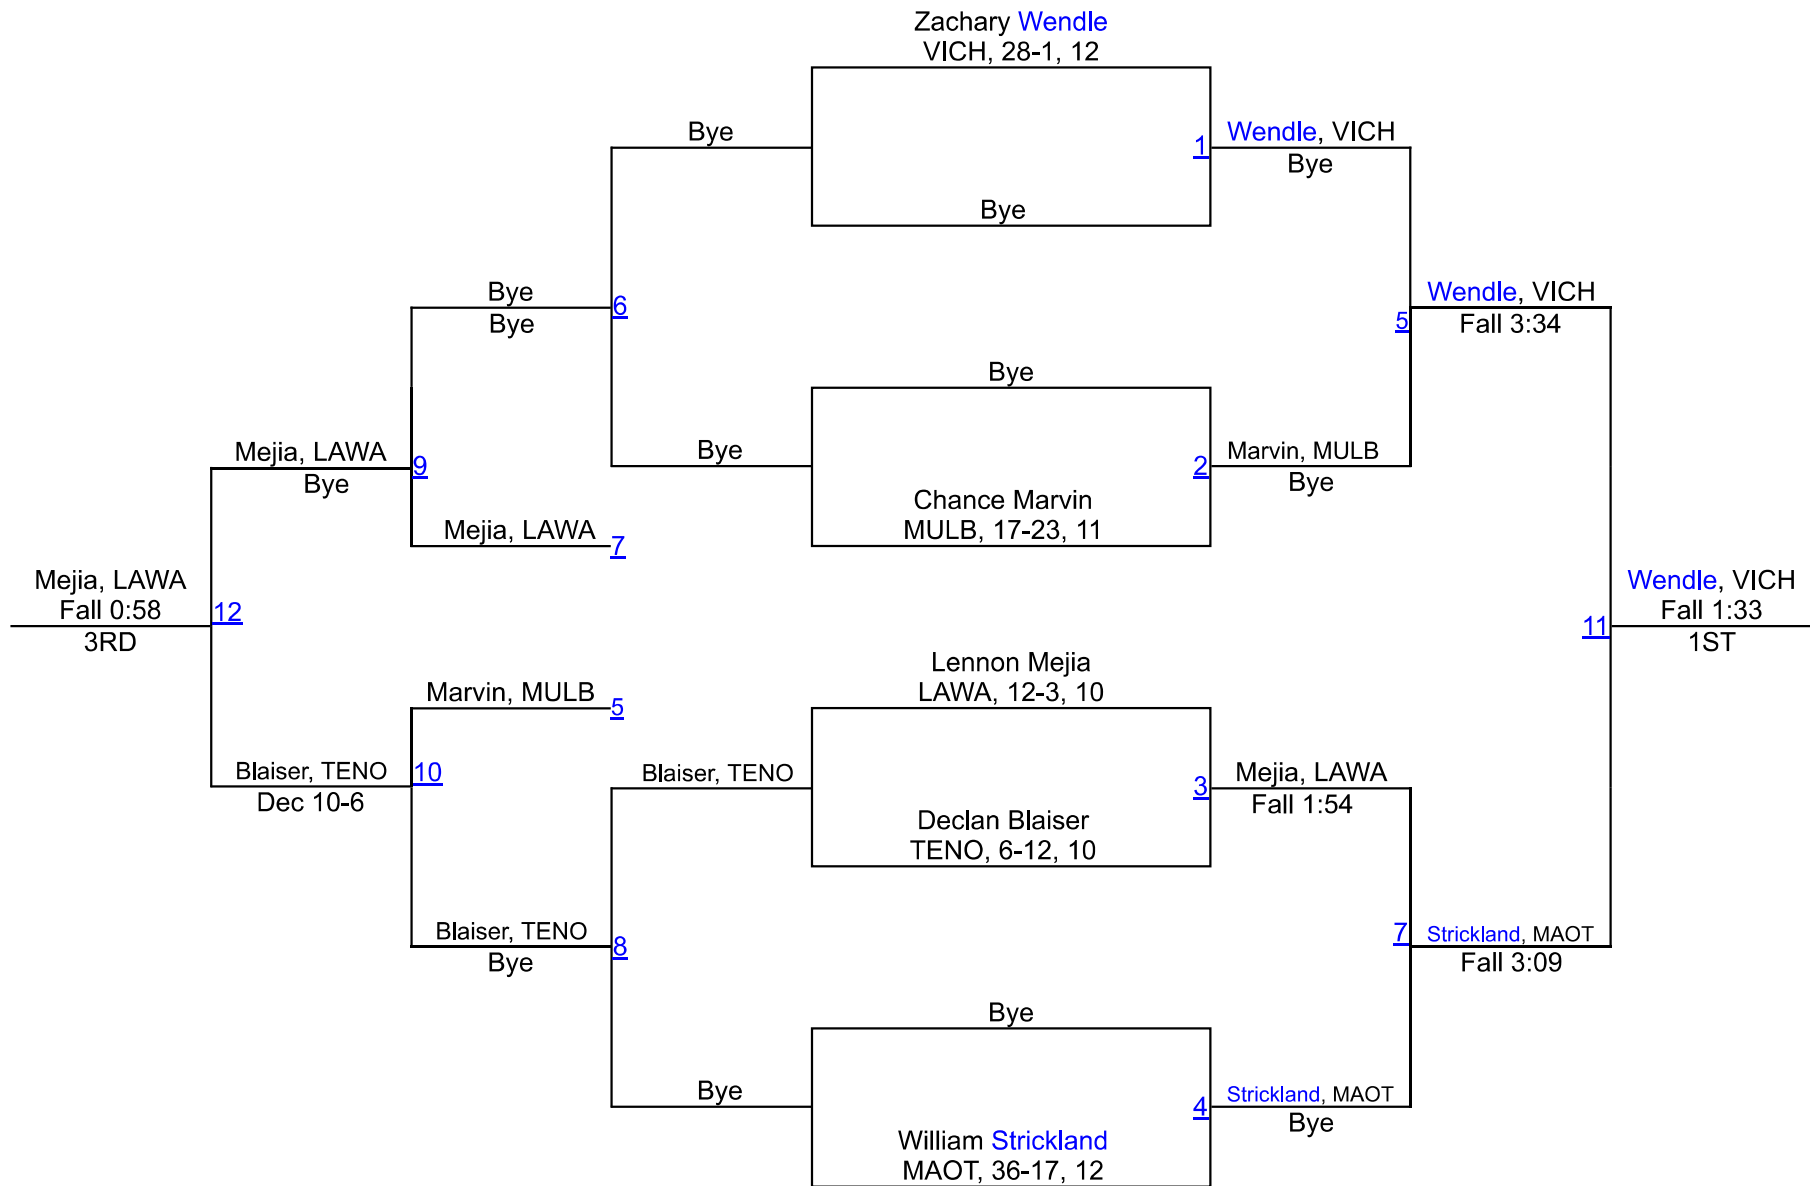 Zachary Wendle
VICH, 28-1, 12
Bye
1
Wendle, VICH
Bye
Bye
Bye
Bye
6
5
Wendle, VICH
Fall 3:34
Bye
Mejia, LAWA
Bye
9
Bye
2
Marvin, MULB
Bye
Chance Marvin
MULB, 17-23, 11
Mejia, LAWA
7
Mejia, LAWA
Fall 0:58
3RD
12
11
Wendle, VICH
Fall 1:33
1ST
Lennon Mejia
LAWA, 12-3, 10
Marvin, MULB
5
Blaiser, TENO
Dec 10-6
10
Blaiser, TENO
3
Mejia, LAWA
Fall 1:54
Declan Blaiser
TENO, 6-12, 10
Blaiser, TENO
Bye
8
7
Strickland, MAOT
Fall 3:09
Bye
Bye
4
Strickland, MAOT
Bye
William Strickland
MAOT, 36-17, 12